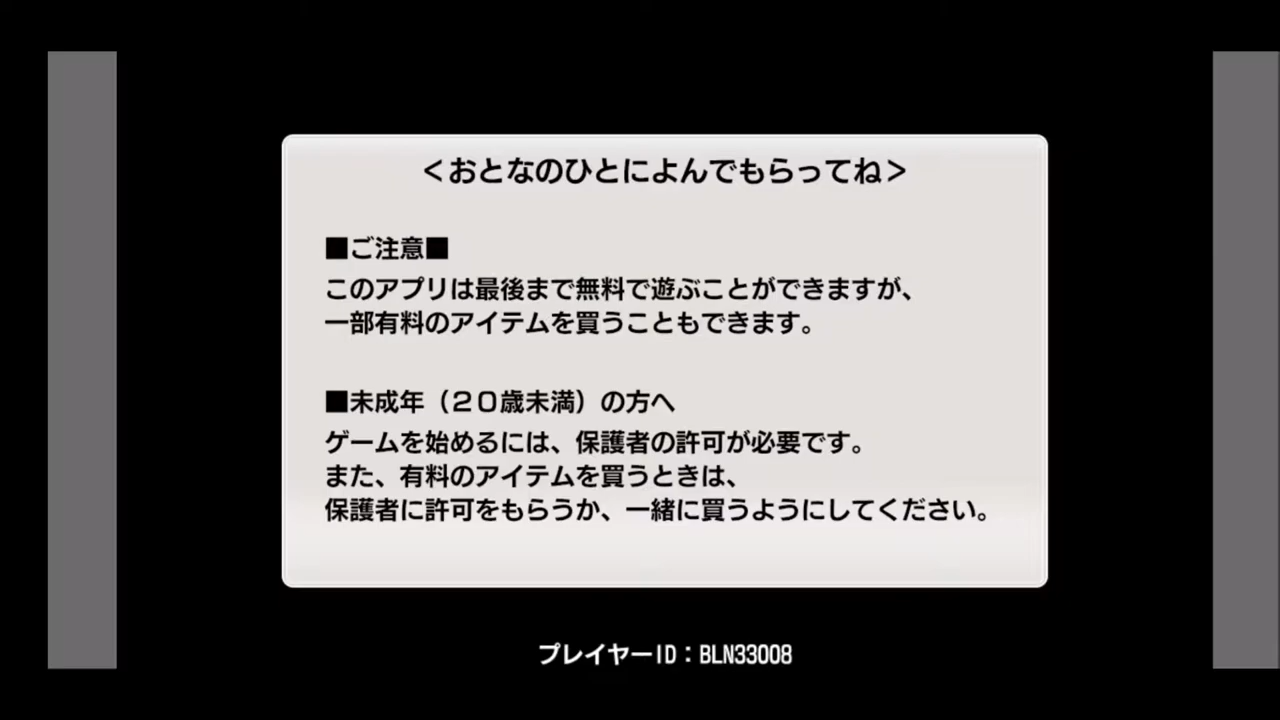 ＜おとなのひとによんでもらってね＞
■ご注意■
このアプリは最後まで無料で遊ぶことができますが、
一部有料のアイテムを買うこともできます。
■未成年（２０歳未満）の方へ
ゲームを始めるには、保護者の許可が必要です。
また、有料のアイテムを買うときは、
保護者に許可をもらうか、一緒に買うようにしてください。
プレイヤーID：BLN33008